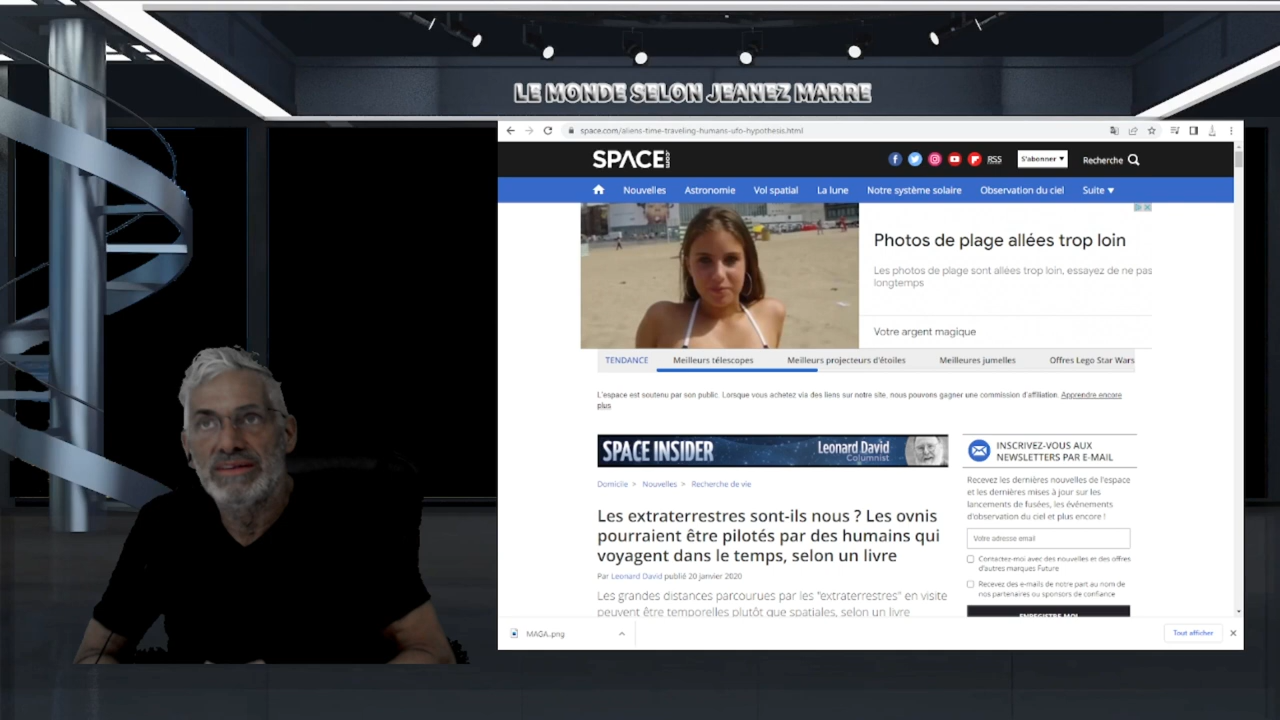 LE MONDE SELON JEANEZ MARRE
space.com/aliens-time-traveling-humans-ufo-hypothesis.html
SPACE.com
RSS
S'abonner
Recherche
Nouvelles
Astronomie
Vol spatial
La lune
Notre système solaire
Observation du ciel
Suite
Photos de plage allées trop loin
Les photos de plage sont allées trop loin, essayez de ne pas
longtemps
Votre argent magique
TENDANCE
Meilleurs télescopes
Meilleurs projecteurs d'étoiles
Meilleures jumelles
Offres Lego Star Wars
L'espace est soutenu par son public. Lorsque vous achetez via des liens sur notre site, nous pouvons gagner une commission d'affiliation. Apprendre encore
plus
SPACE INSIDER
Leonard David
Columnist
Domicile > Nouvelles > Recherche de vie
Les extraterrestres sont-ils nous ? Les ovnis
pourraient être pilotés par des humains qui
voyagent dans le temps, selon un livre
Par Leonard David publié 20 janvier 2020
Les grandes distances parcourues par les "extraterrestres" en visite
peuvent être temporelles plutôt que spatiales, selon un livre
INSCRIVEZ-VOUS AUX
NEWSLETTERS PAR E-MAIL
Recevez les dernières nouvelles de l'espace
et les dernières mises à jour sur les
lancements de fusées, les événements
d'observation du ciel et plus encore !
Votre adresse email
Contactez-moi avec des nouvelles et des offres
d'autres marques Future
Recevez des e-mails de notre part au nom de
nos partenaires ou sponsors de confiance
ENREGISTRE MOI
MAGA.png
Tout afficher